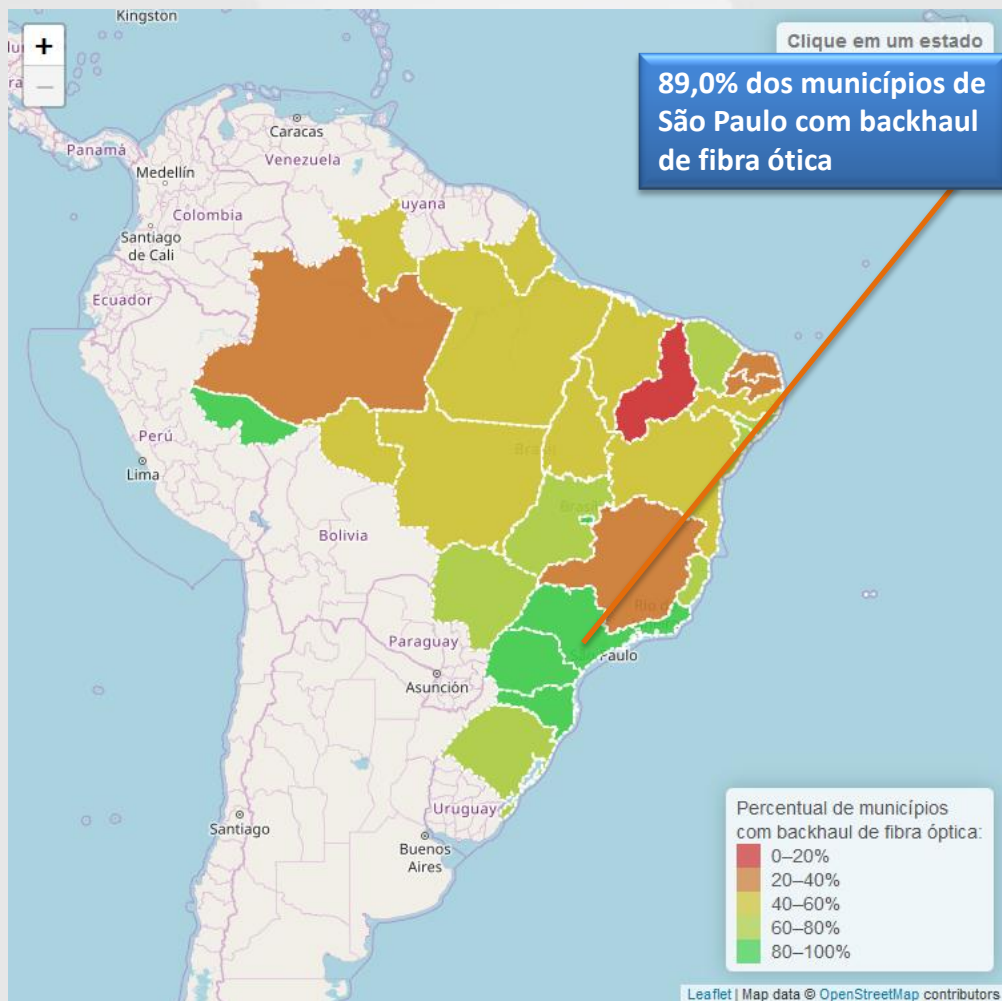 Kingston
+
−
Clique em um estado
89,0% dos municípios de
São Paulo com backhaul
de fibra ótica
Caracas
Panamá
Venezuela
Medellín
uyana
Colombia
Santiago
de Cali
Ecuador
Perú
Lima
Brasil
Bolivia
Paraguay
Paulo
Asunción
Uruguay
Santiago
Buenos
Aires
Percentual de municípios
com backhaul de fibra óptica:
0–20%
20–40%
40–60%
60–80%
80–100%
Leaflet | Map data © OpenStreetMap contributors